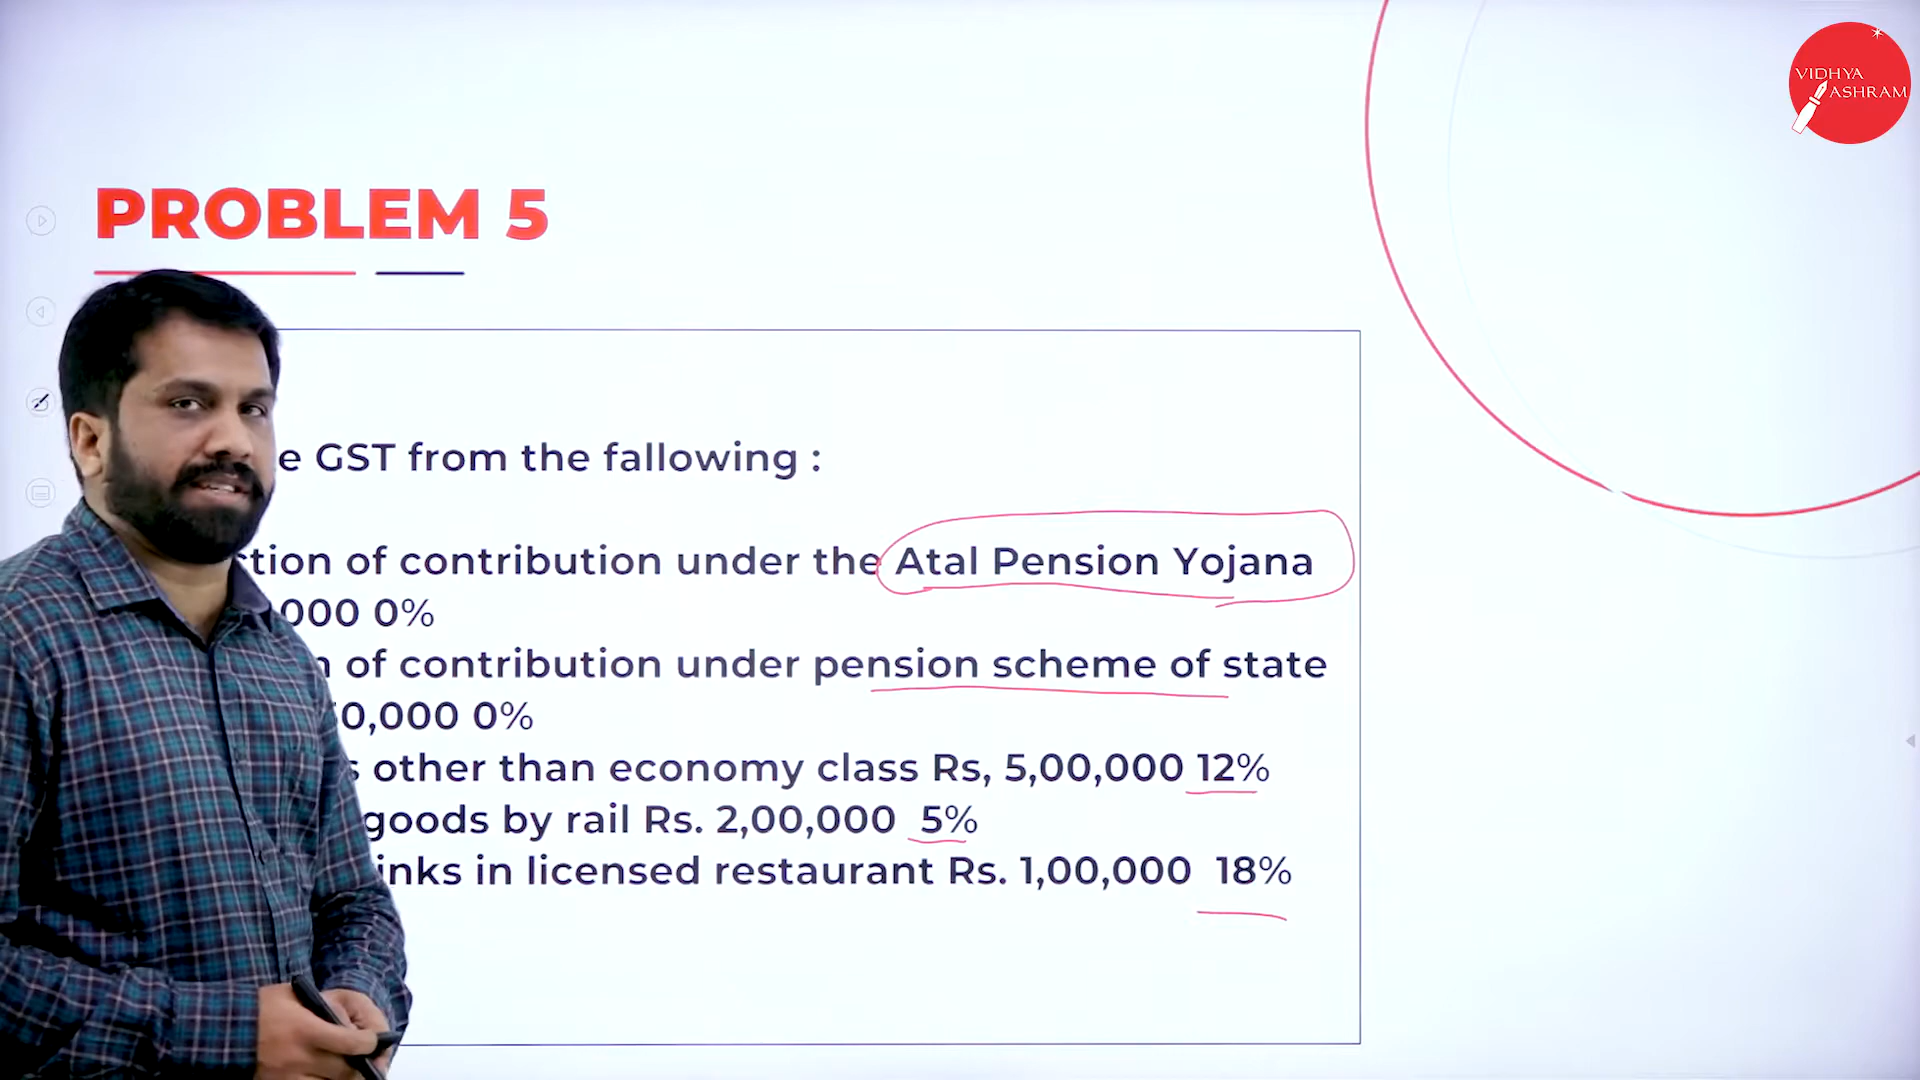 VIDHYA
ASHRAM
PROBLEM 5
e GST from the fallowing :
ction of contribution under the Atal Pension Yojana
000 0%
n of contribution under pension scheme of state
50,000 0%
s other than economy class Rs, 5,00,000 12%
goods by rail Rs. 2,00,000 5%
inks in licensed restaurant Rs. 1,00,000 18%